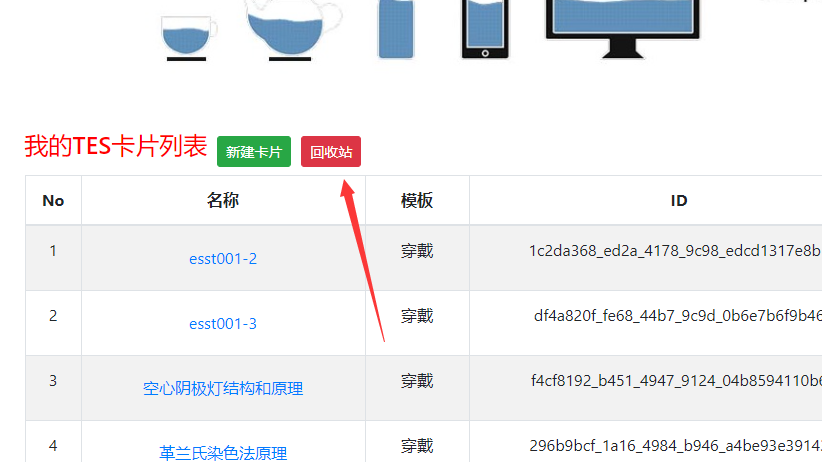 我的TES卡片列表 新建卡片 回收站
No 名称 模板 ID
1 esst001-2 穿戴 1c2da368_ed2a_4178_9c98_edcd1317e8b
2 esst001-3 穿戴 df4a820f_fe68_44b7_9c9d_0b6e7b6f9b46
3 空心阴极灯结构和原理 穿戴 f4cf8192_b451_4947_9124_04b8594110b6
4 革兰氏染色法原理 穿戴 296b9bcf_1a16_4984_b946_a4be93e3914